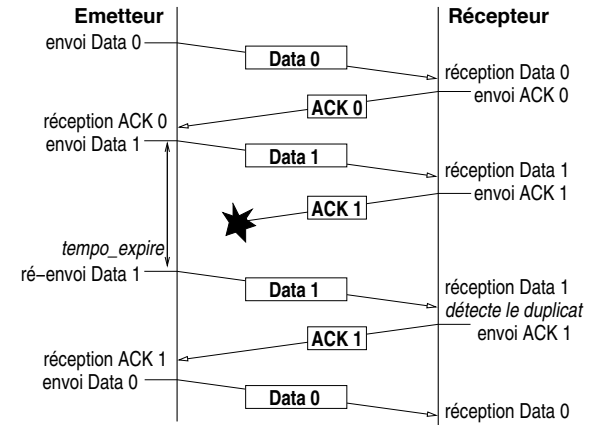 Emetteur
Récepteur
envoi Data 0
Data 0
réception Data 0
envoi ACK 0
ACK 0
réception ACK 0
envoi Data 1
Data 1
réception Data 1
envoi ACK 1
ACK 1
tempo_expire
ré−envoi Data 1
Data 1
réception Data 1
détecte le duplicat
envoi ACK 1
ACK 1
réception ACK 1
envoi Data 0
Data 0
réception Data 0